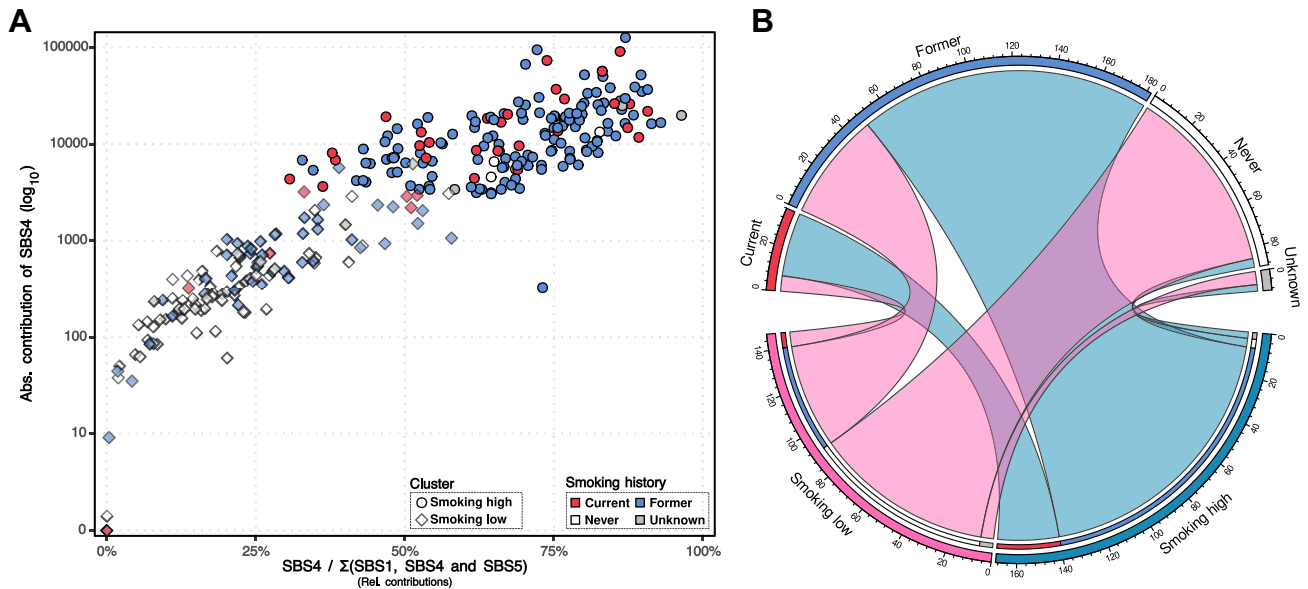 A
Abs. contribution of SBS4 (log10)
100000
10000
1000
100
10
0
0%
25%
50%
75%
100%
SBS4 / Σ(SBS1, SBS4 and SBS5)
(Rel. contributions)
Cluster
Smoking high
Smoking low
Smoking history
Current
Former
Never
Unknown
B
Former
0
20
40
60
80
100
120
140
160
180
Never
0
20
40
60
80
Unknown
0
Current
0
20
Smoking low
0
20
40
60
80
100
120
140
Smoking high
0
20
40
60
80
100
120
140
160